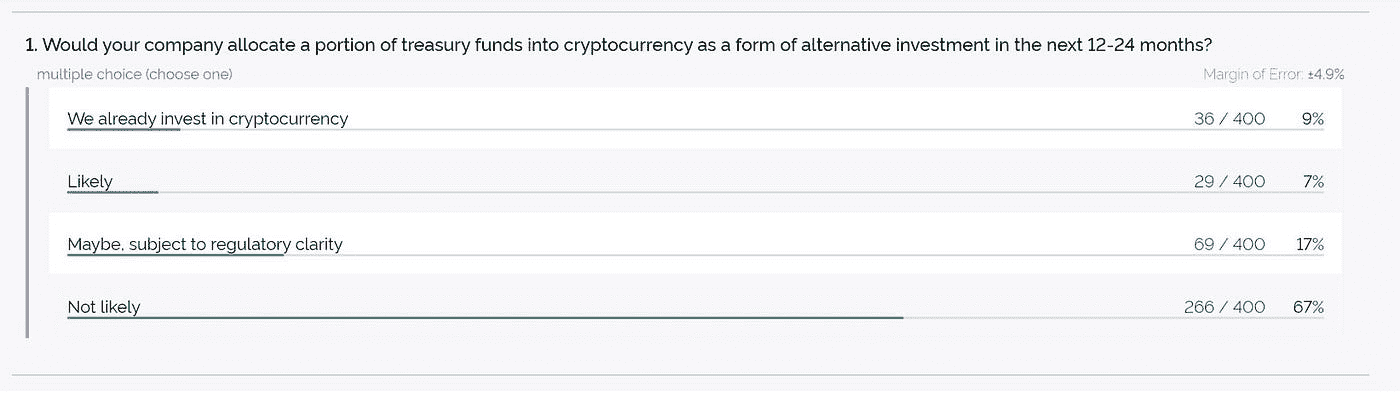 1. Would your company allocate a portion of treasury funds into cryptocurrency as a form of alternative investment in the next 12-24 months?
multiple choice (choose one) Margin of Error: ±4.9%
We already invest in cryptocurrency 36 / 400 9%
Likely 29 / 400 7%
Maybe, subject to regulatory clarity 69 / 400 17%
Not likely 266 / 400 67%